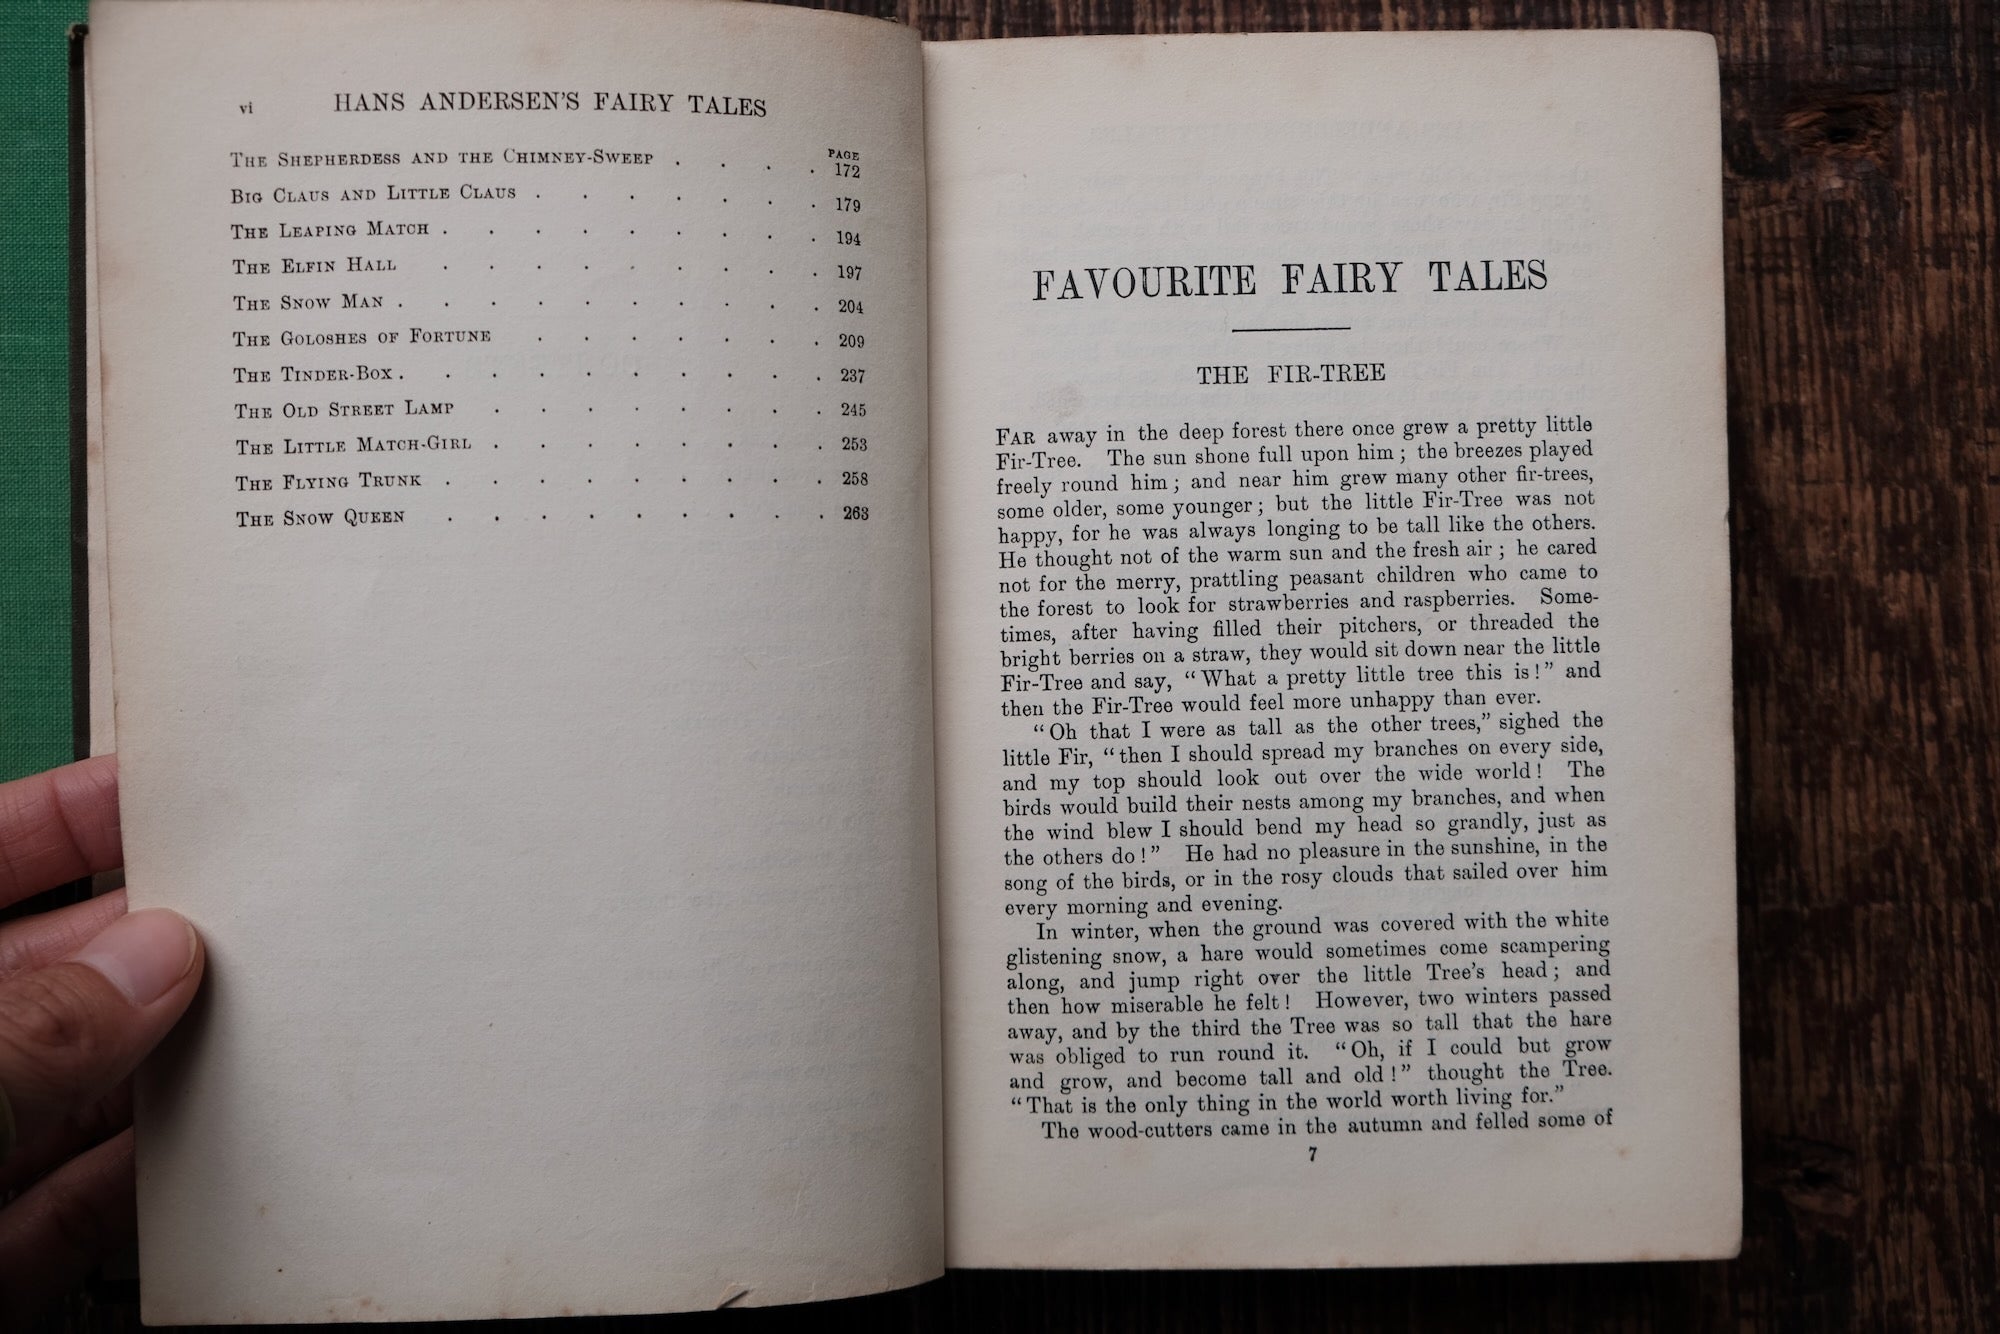 vi HANS ANDERSEN'S FAIRY TALES
PAGE
THE SHEPHERDESS AND THE CHIMNEY-SWEEP . . . . 172
BIG CLAUS AND LITTLE CLAUS . . . . . . . 179
THE LEAPING MATCH . . . . . . . . . 194
THE ELFIN HALL . . . . . . . . . 197
THE SNOW MAN . . . . . . . . . . 204
THE GOLOSHES OF FORTUNE . . . . . . . 209
THE TINDER-BOX . . . . . . . . . . 237
THE OLD STREET LAMP . . . . . . . . 245
THE LITTLE MATCH-GIRL . . . . . . . . 253
THE FLYING TRUNK . . . . . . . . . 258
THE SNOW QUEEN . . . . . . . . . 263
FAVOURITE FAIRY TALES
THE FIR-TREE
FAR away in the deep forest there once grew a pretty little
Fir-Tree. The sun shone full upon him; the breezes played
freely round him; and near him grew many other fir-trees,
some older, some younger; but the little Fir-Tree was not
happy, for he was always longing to be tall like the others.
He thought not of the warm sun and the fresh air; he cared
not for the merry, prattling peasant children who came to
the forest to look for strawberries and raspberries. Some-
times, after having filled their pitchers, or threaded the
bright berries on a straw, they would sit down near the little
Fir-Tree and say, "What a pretty little tree this is!" and
then the Fir-Tree would feel more unhappy than ever.
"Oh that I were as tall as the other trees," sighed the
little Fir, "then I should spread my branches on every side,
and my top should look out over the wide world! The
birds would build their nests among my branches, and when
the wind blew I should bend my head so grandly, just as
the others do!" He had no pleasure in the sunshine, in the
song of the birds, or in the rosy clouds that sailed over him
every morning and evening.
In winter, when the ground was covered with the white
glistening snow, a hare would sometimes come scampering
along, and jump right over the little Tree's head; and
then how miserable he felt! However, two winters passed
away, and by the third the Tree was so tall that the hare
was obliged to run round it. "Oh, if I could but grow
and grow, and become tall and old!" thought the Tree.
"That is the only thing in the world worth living for."
The wood-cutters came in the autumn and felled some of
7